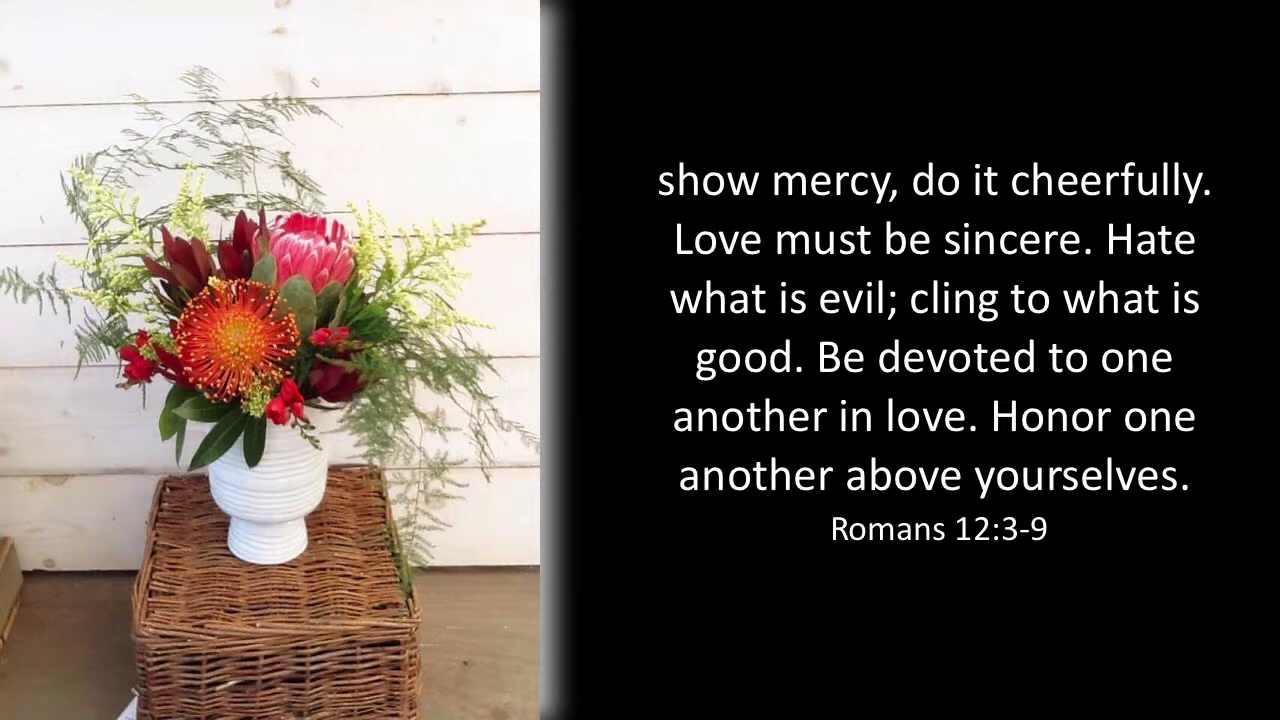 show mercy, do it cheerfully.
Love must be sincere. Hate
what is evil; cling to what is
good. Be devoted to one
another in love. Honor one
another above yourselves.
Romans 12:3-9